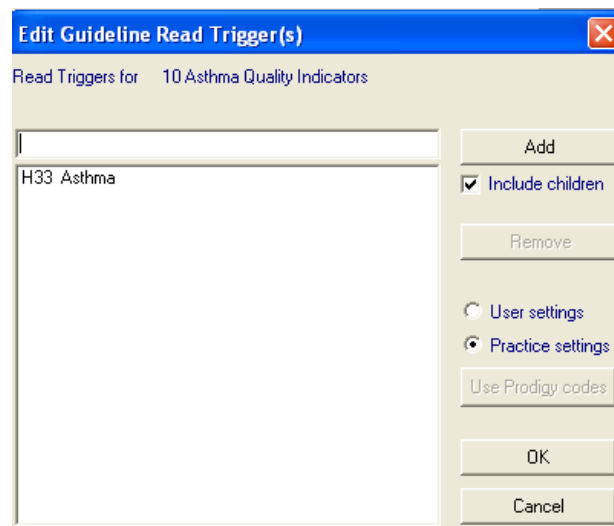 Edit Guideline Read Trigger(s)
Read Triggers for 10 Asthma Quality Indicators
Add
H33 Asthma
Include children
Remove
User settings
Practice settings
Use Prodigy codes
OK
Cancel